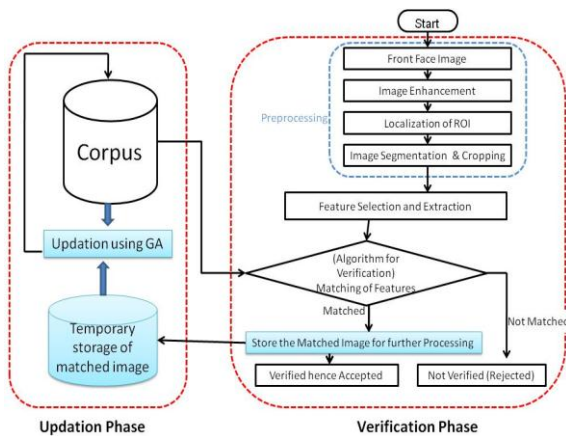 Start
Front Face Image
Image Enhancement
Preprocessing
Localization of ROI
Image Segmentation & Cropping
Feature Selection and Extraction
(Algorithm for
Verification)
Matching of Features
Matched
Not Matched
Store the Matched Image for further Processing
Verified hence Accepted
Not Verified (Rejected)
Verification Phase
Corpus
Updation using GA
Temporary
storage of
matched image
Updation Phase